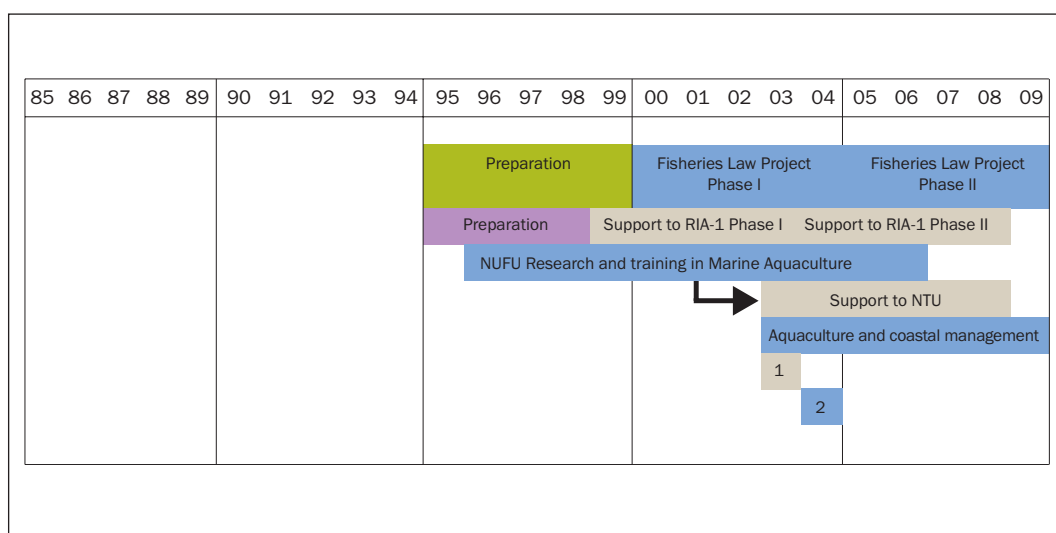 85 86 87 88 89 90 91 92 93 94 95 96 97 98 99 00 01 02 03 04 05 06 07 08 09
Preparation
Fisheries Law Project
Phase I
Fisheries Law Project
Phase II
Preparation
Support to RIA-1 Phase I
Support to RIA-1 Phase II
NUFU Research and training in Marine Aquaculture
Support to NTU
Aquaculture and coastal management
1
2